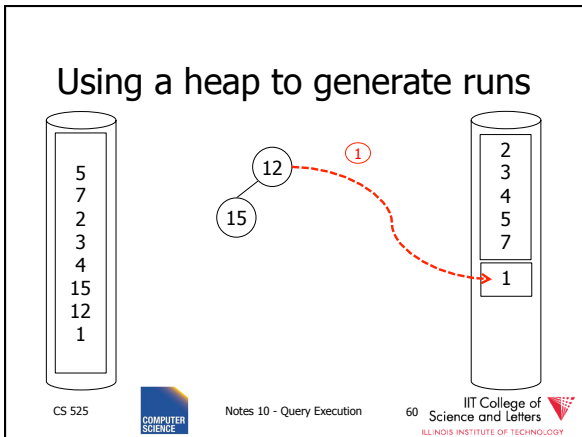 Using a heap to generate runs
5
7
2
3
4
15
12
1
12
15
1
2
3
4
5
7
1
CS 525
COMPUTER
SCIENCE
Notes 10 - Query Execution
60
IIT College of
Science and Letters
ILLINOIS INSTITUTE OF TECHNOLOGY